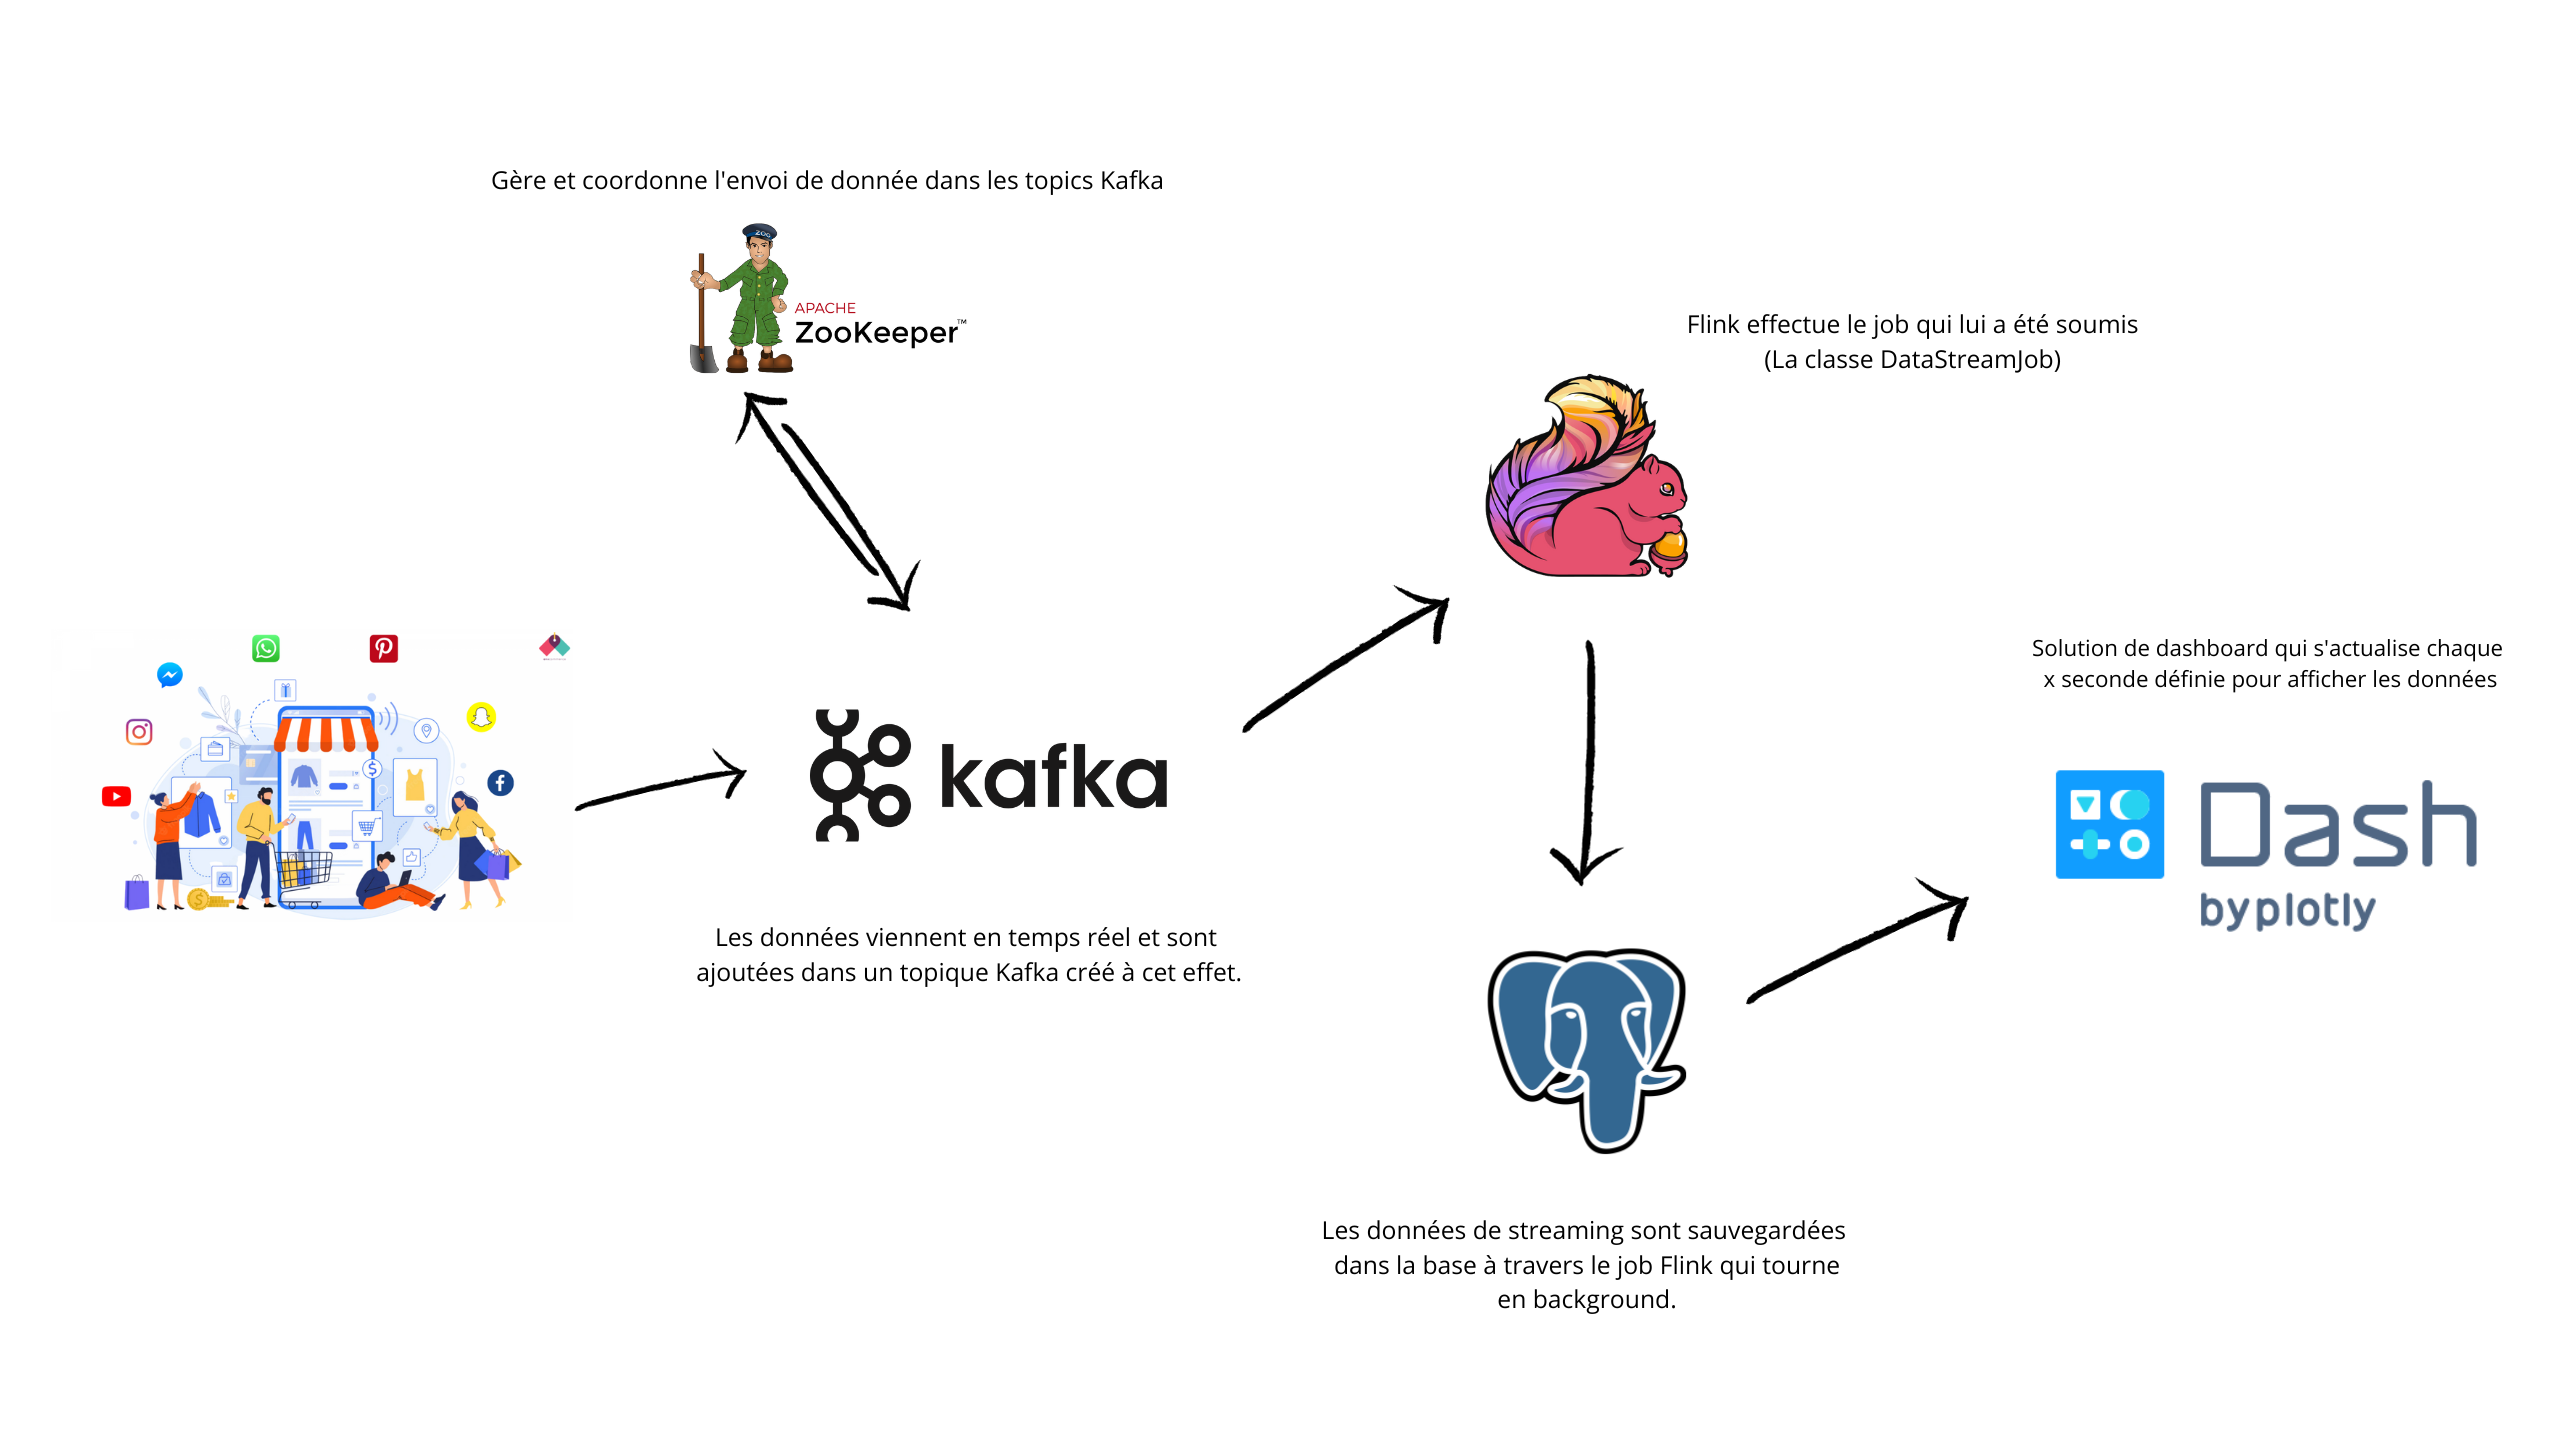 Gère et coordonne l'envoi de donnée dans les topics Kafka
ZOO
APACHE
ZooKeeper™
Flink effectue le job qui lui a été soumis
(La classe DataStreamJob)
Solution de dashboard qui s'actualise chaque
x seconde définie pour afficher les données
kafka
Dash
byplotly
Les données viennent en temps réel et sont
ajoutées dans un topique Kafka créé à cet effet.
Les données de streaming sont sauvegardées
dans la base à travers le job Flink qui tourne
en background.